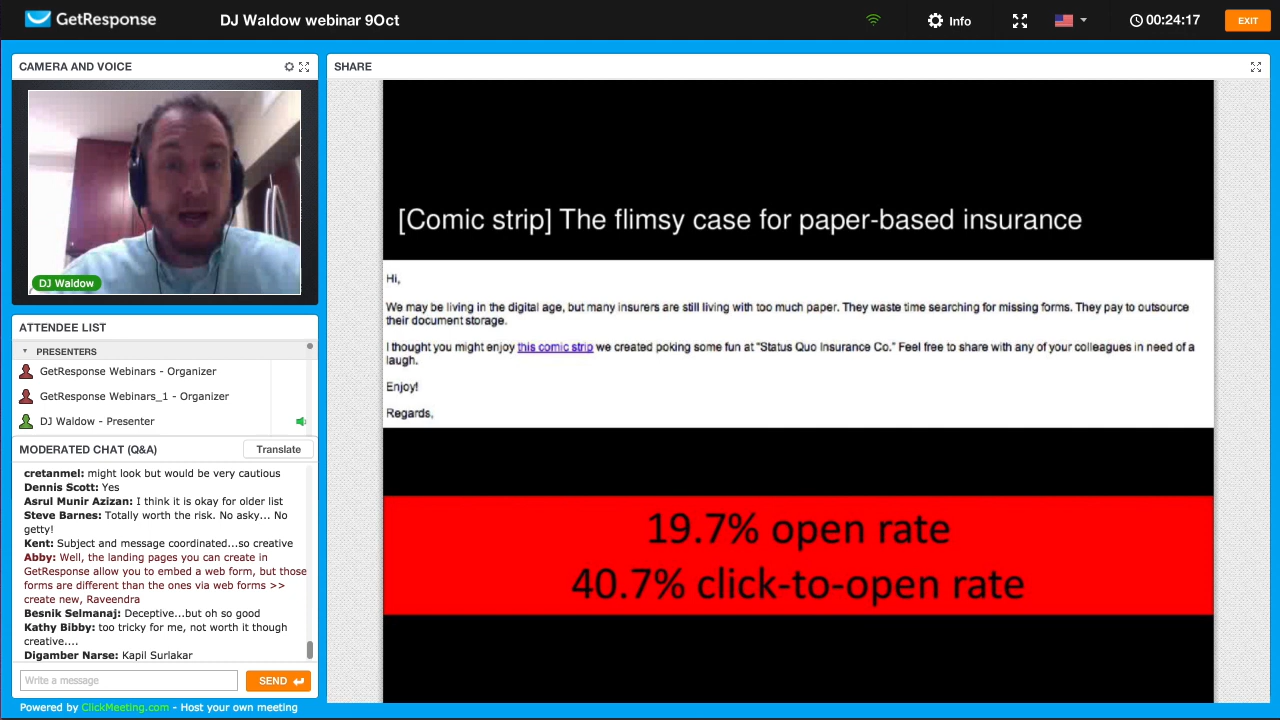 GetResponse
DJ Waldow webinar 9Oct
Info
00:24:17
EXIT
CAMERA AND VOICE
DJ Waldow
ATTENDEE LIST
PRESENTERS
GetResponse Webinars - Organizer
GetResponse Webinars_1 - Organizer
DJ Waldow - Presenter
MODERATED CHAT (Q&A)
Translate
cretanmel: might look but would be very cautious
Dennis Scott: Yes
Asrul Munir Azizan: I think it is okay for older list
Steve Barnes: Totally worth the risk. No asky... No
getty!
Kent: Subject and message coordinated...so creative
Abby: Well, the landing pages you can create in
GetResponse allow you to embed a web form, but those
forms are different than the ones via web forms >>
create new, Raveendra
Besnik Selmanaj: Deceptive...but oh so good
Kathy Bibby: too tricky for me, not worth it though
creative....
Digamber Narse: Kapil Surlakar
Write a message
SEND
Powered by ClickMeeting.com - Host your own meeting
SHARE
[Comic strip] The flimsy case for paper-based insurance
Hi,
We may be living in the digital age, but many insurers are still living with too much paper. They waste time searching for missing forms. They pay to outsource
their document storage.
I thought you might enjoy this comic strip we created poking some fun at "Status Quo Insurance Co." Feel free to share with any of your colleagues in need of a
laugh.
Enjoy!
Regards,
19.7% open rate
40.7% click-to-open rate